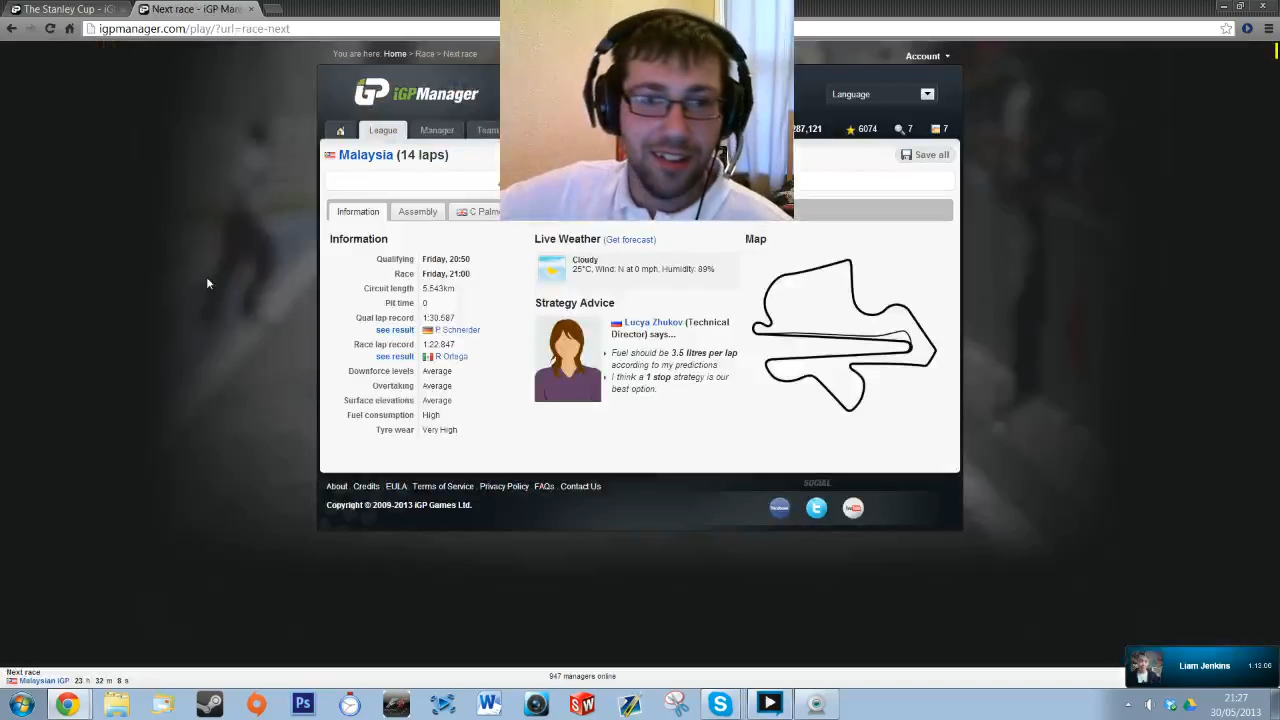 The Stanley Cup - iG
Next race - iGP Man
igpmanager.com/play/?url=race-next
You are here: Home > Race > Next race
Account
iGPManager
Language
League
Manager
Team
287,121
6074
7
7
Malaysia (14 laps)
Save all
Information
Assembly
C Palm
Information
Qualifying Friday, 20:50
Race Friday, 21:00
Circuit length 5.543km
Pit time 0
Qual lap record 1:30.587
see result P Schneider
Race lap record 1:22.847
see result R Ortega
Downforce levels Average
Overtaking Average
Surface elevations Average
Fuel consumption High
Tyre wear Very High
Live Weather (Get forecast)
Cloudy
25°C, Wind: N at 0 mph, Humidity: 89%
Strategy Advice
Lucya Zhukov (Technical
Director) says...
Fuel should be 3.5 litres per lap
according to my predictions
I think a 1 stop strategy is our
best option.
Map
About Credits EULA Terms of Service Privacy Policy FAQs Contact Us
SOCIAL
Copyright © 2009-2013 iGP Games Ltd.
Next race
Malaysian iGP 23 h 32 m 8 s
947 managers online
Liam Jenkins
1:13:06
21:27
30/05/2013